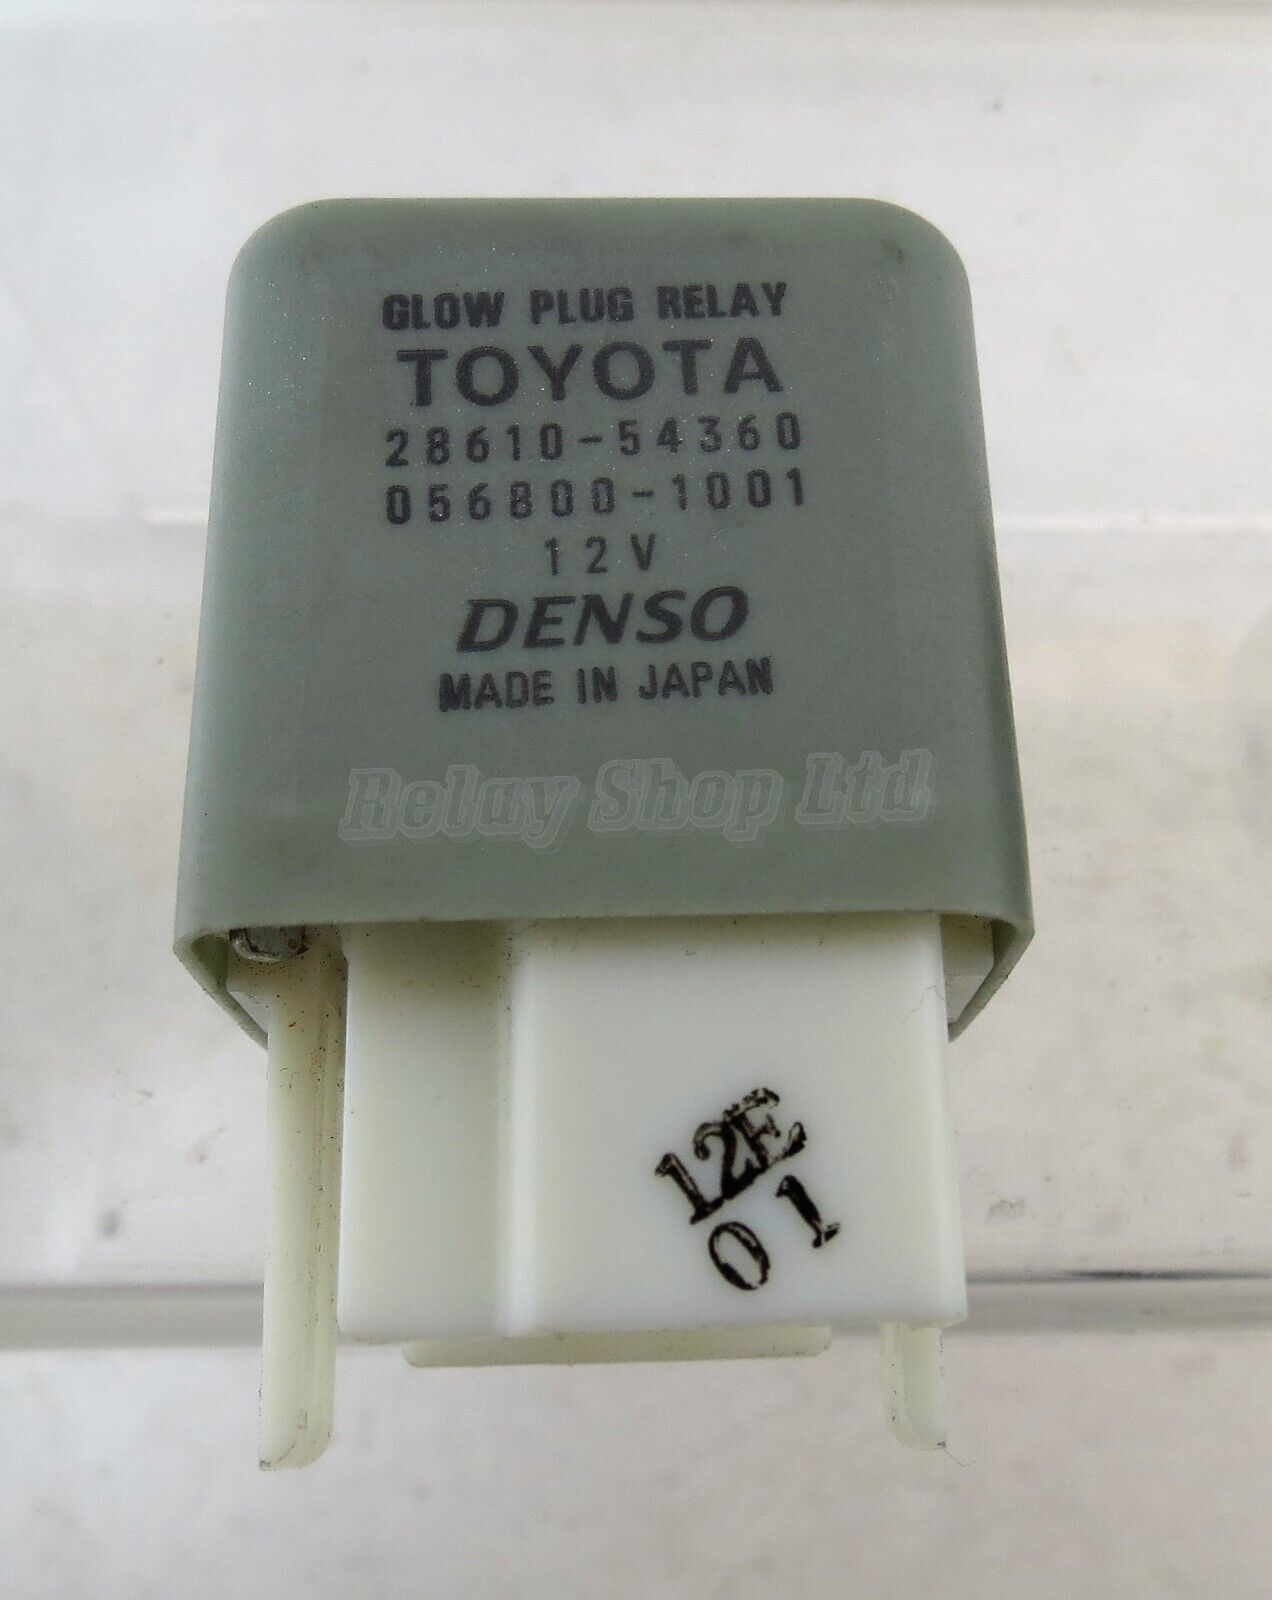 GLOW PLUG RELAY
TOYOTA
28610-54360
056800-1001
12V
DENSO
MADE IN JAPAN
Relay Shop Ltd
12E
01